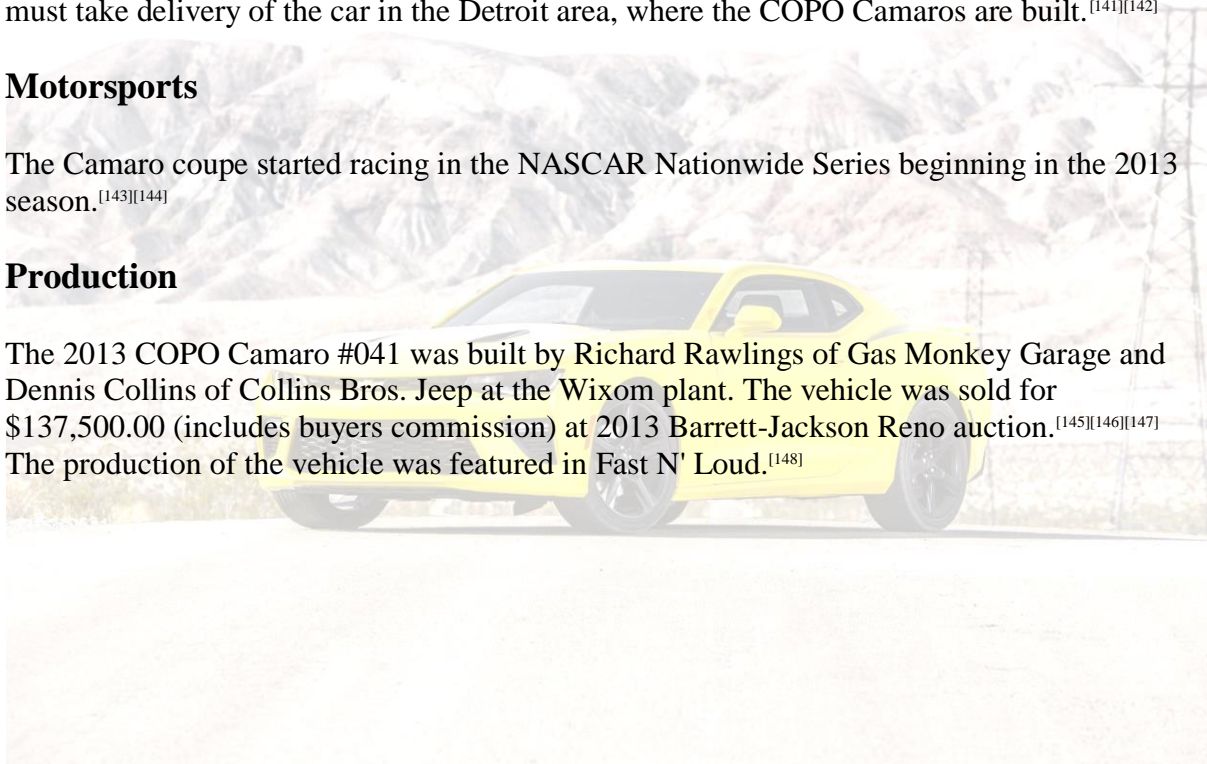 must take delivery of the car in the Detroit area, where the COPO Camaros are built.[141][142]
Motorsports
The Camaro coupe started racing in the NASCAR Nationwide Series beginning in the 2013
season.[143][144]
Production
The 2013 COPO Camaro #041 was built by Richard Rawlings of Gas Monkey Garage and
Dennis Collins of Collins Bros. Jeep at the Wixom plant. The vehicle was sold for
$137,500.00 (includes buyers commission) at 2013 Barrett-Jackson Reno auction.[145][146][147]
The production of the vehicle was featured in Fast N' Loud.[148]